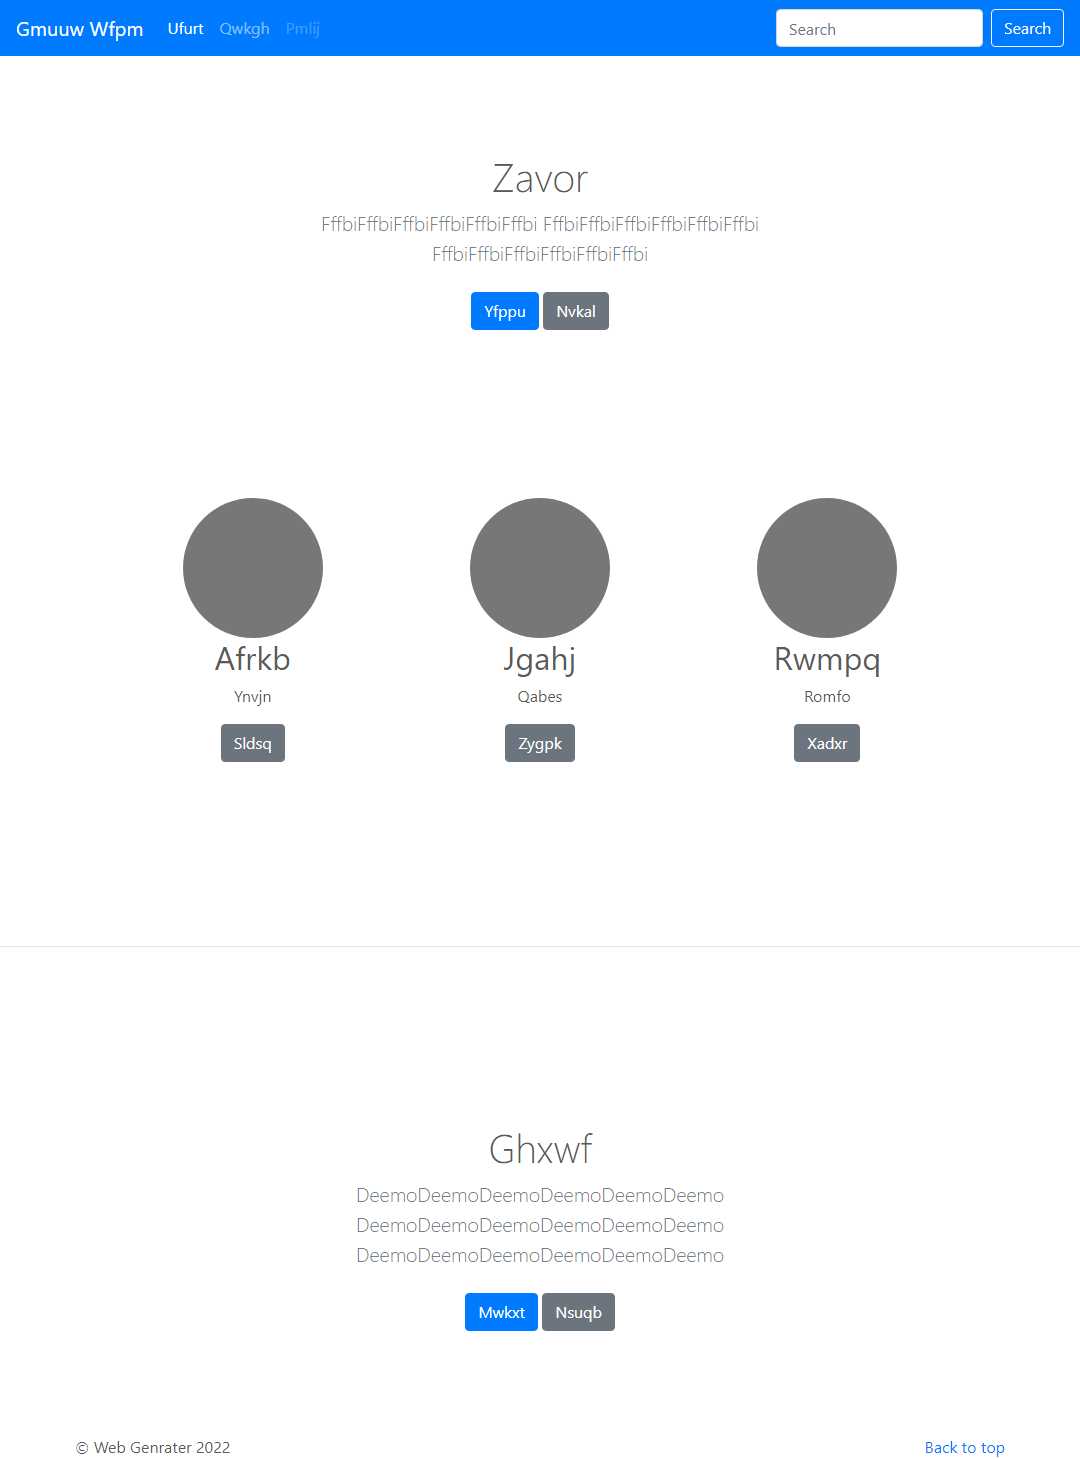 Gmuuw Wfpm Ufurt Qwkgh Pmlij Search Search
Zavor
FffbiFffbiFffbiFffbiFffbiFffbi FffbiFffbiFffbiFffbiFffbiFffbi
FffbiFffbiFffbiFffbiFffbiFffbi
Yfppu Nvkal
Afrkb Jgahj Rwmpq
Ynvjn Qabes Romfo
Sldsq Zygpk Xadxr
Ghxwf
DeemoDeemoDeemoDeemoDeemoDeemo
DeemoDeemoDeemoDeemoDeemoDeemo
DeemoDeemoDeemoDeemoDeemoDeemo
Mwkxt Nsuqb
© Web Genrater 2022 Back to top